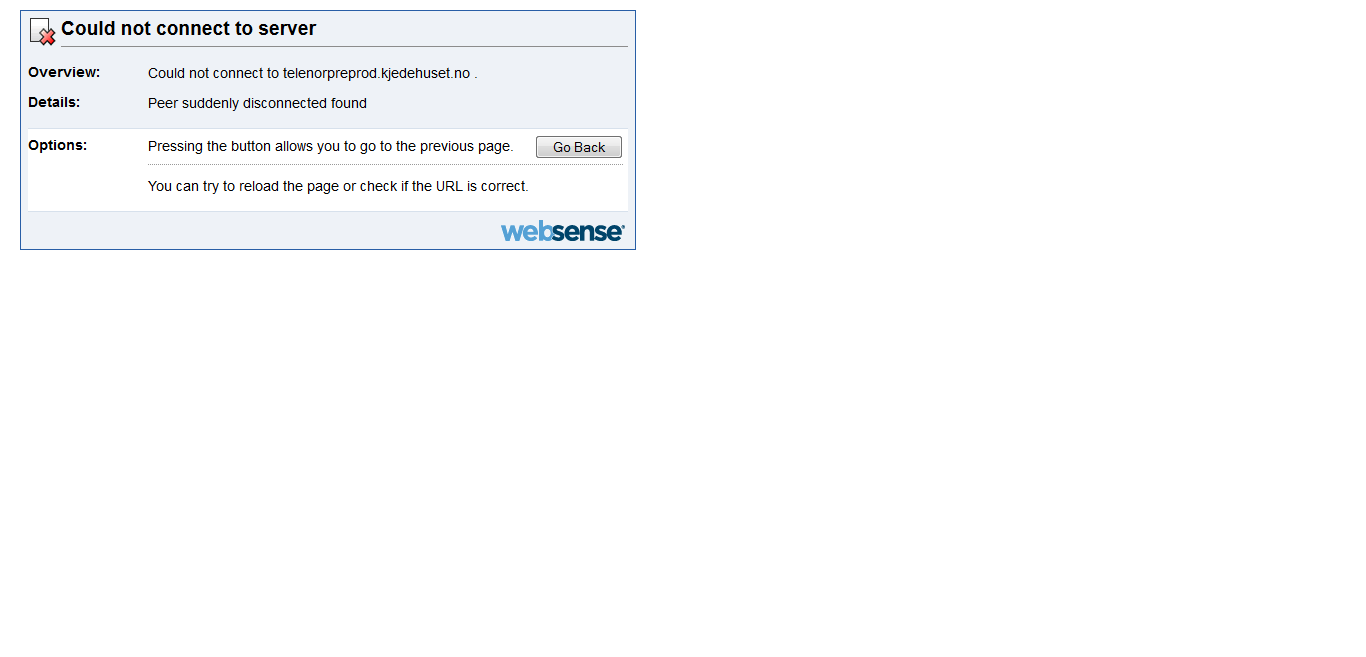 Could not connect to server
Overview: Could not connect to telenorpreprod.kjedehuset.no .
Details: Peer suddenly disconnected found
Options: Pressing the button allows you to go to the previous page. Go Back
You can try to reload the page or check if the URL is correct.
websense